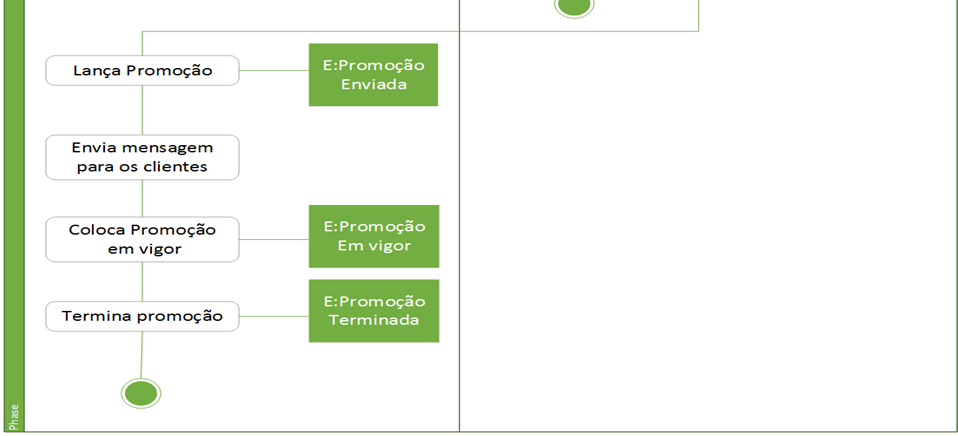 Lança Promoção
E:Promoção
Enviada
Envia mensagem
para os clientes
Coloca Promoção
em vigor
E:Promoção
Em vigor
Termina promoção
E:Promoção
Terminada
Phase